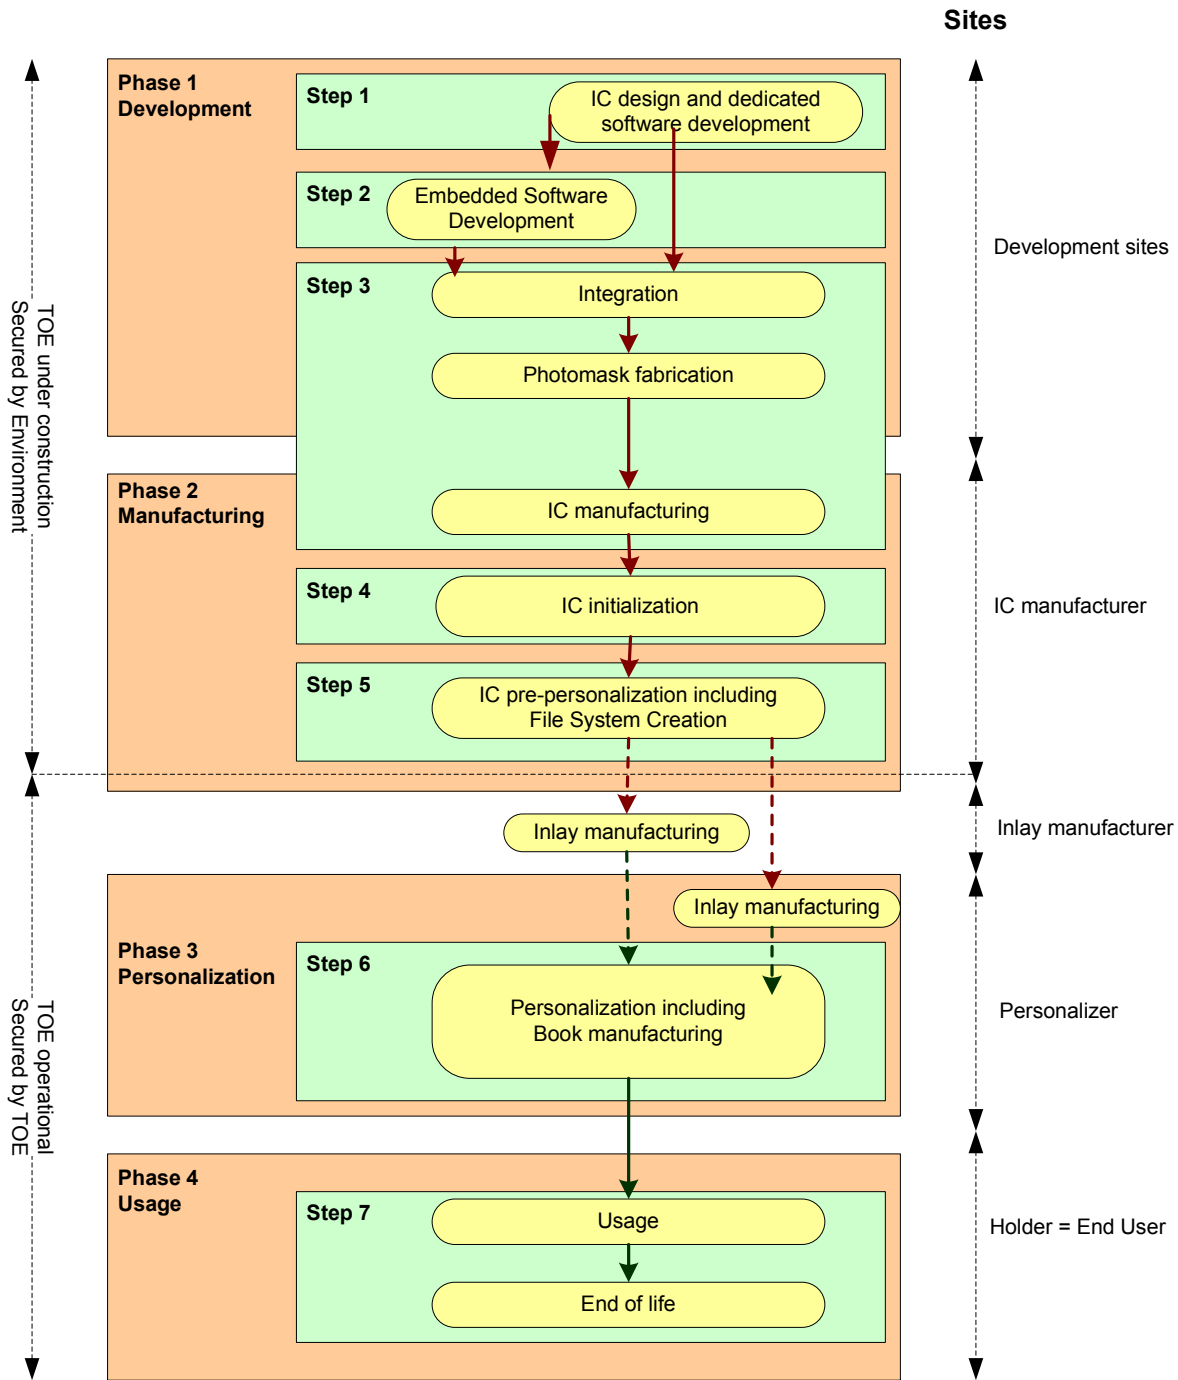 Sites
Phase 1
Development
Step 1
IC design and dedicated
software development
Step 2
Embedded Software
Development
Development sites
Step 3
Integration
TOE under construction
Secured by Environment
Photomask fabrication
Phase 2
Manufacturing
IC manufacturing
Step 4
IC initialization
IC manufacturer
Step 5
IC pre-personalization including
File System Creation
Inlay manufacturing
Inlay manufacturer
Inlay manufacturing
Phase 3
Personalization
Step 6
Personalization including
Book manufacturing
Personalizer
TOE operational
Secured by TOE
Phase 4
Usage
Step 7
Usage
Holder = End User
End of life